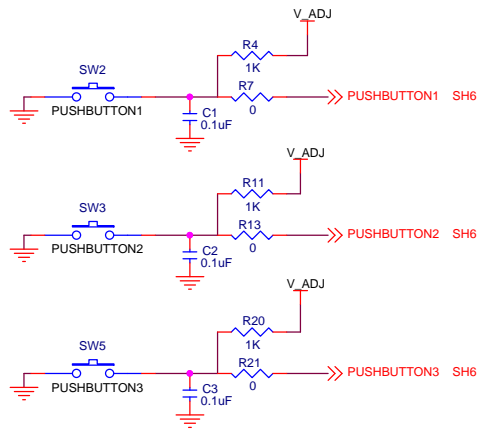 V_ADJ
R4
1K
SW2
R7
PUSHBUTTON1 SH6
PUSHBUTTON1
C1
0.1uF
0
V_ADJ
R11
1K
SW3
R13
PUSHBUTTON2 SH6
PUSHBUTTON2
C2
0.1uF
0
V_ADJ
R20
1K
SW5
R21
PUSHBUTTON3 SH6
PUSHBUTTON3
C3
0.1uF
0